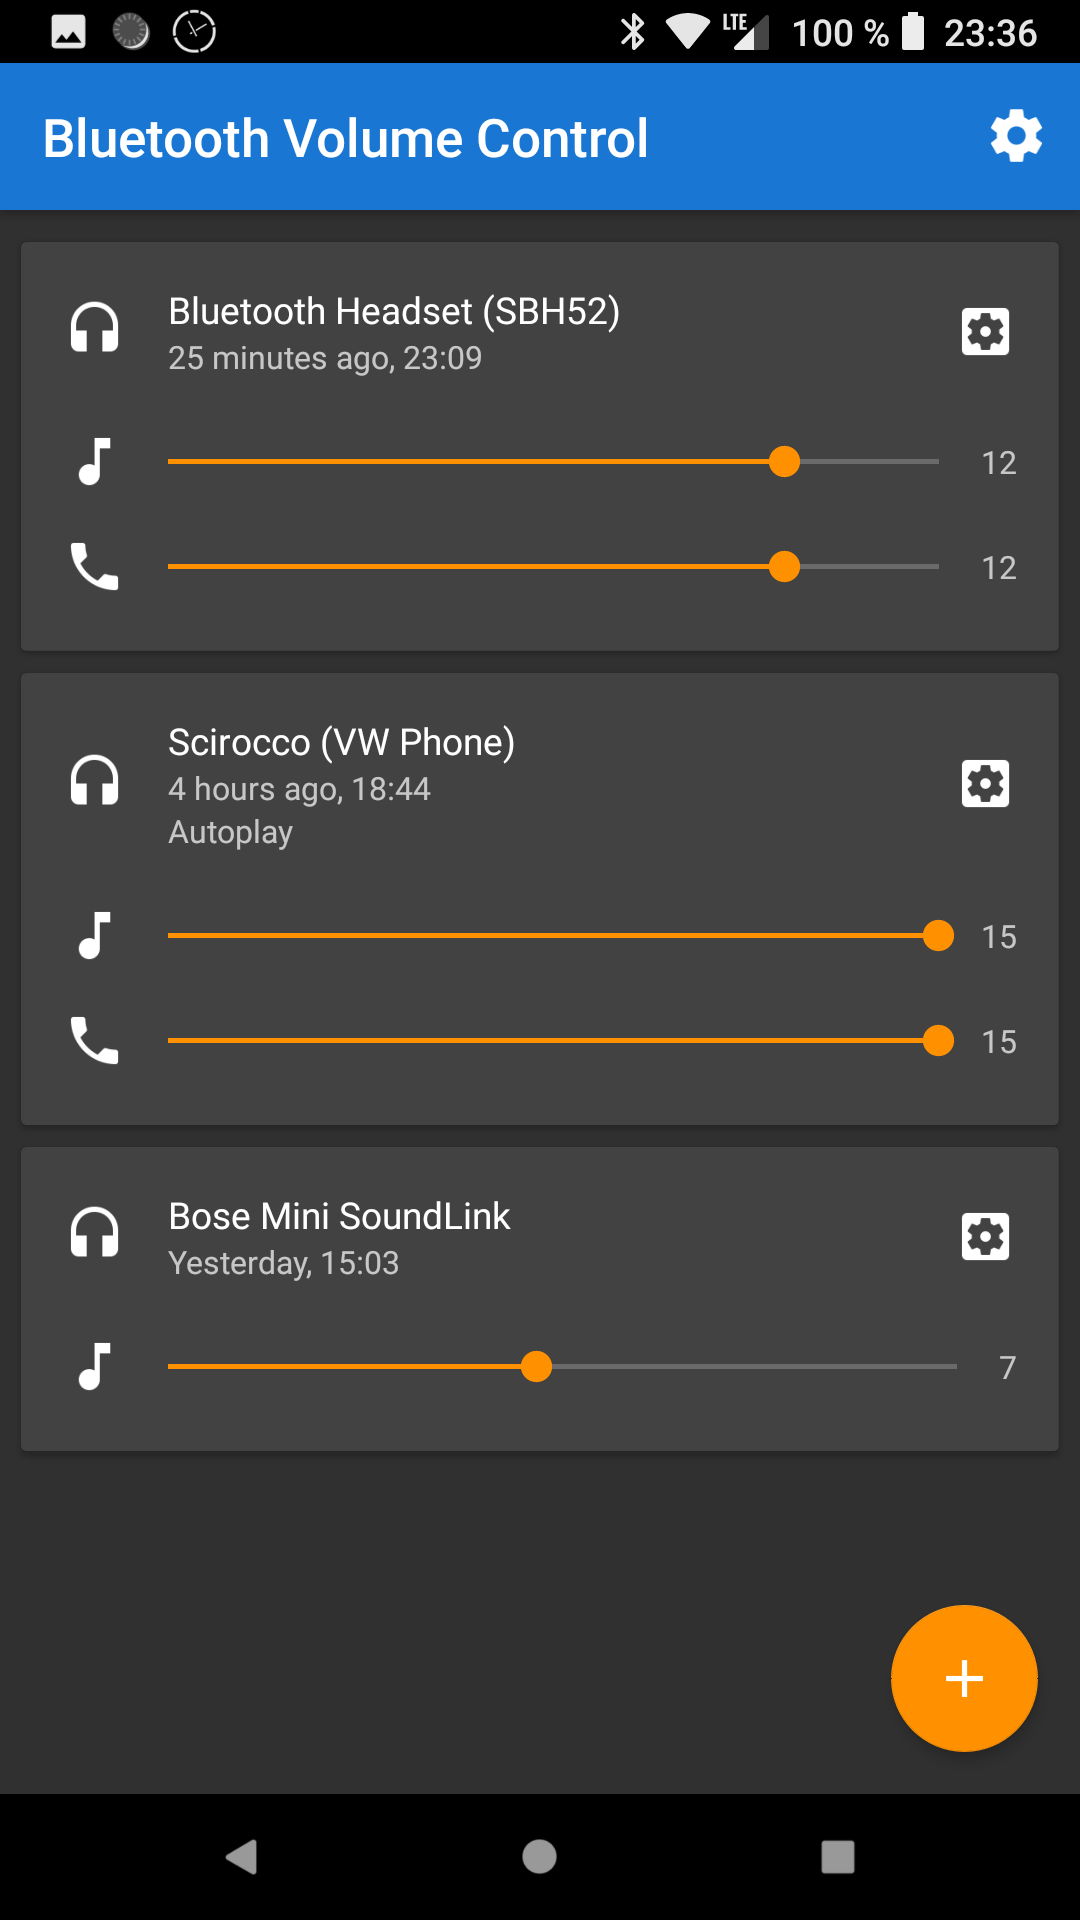 LTE 100 % 23:36
Bluetooth Volume Control
Bluetooth Headset (SBH52)
25 minutes ago, 23:09
12
12
Scirocco (VW Phone)
4 hours ago, 18:44
Autoplay
15
15
Bose Mini SoundLink
Yesterday, 15:03
7